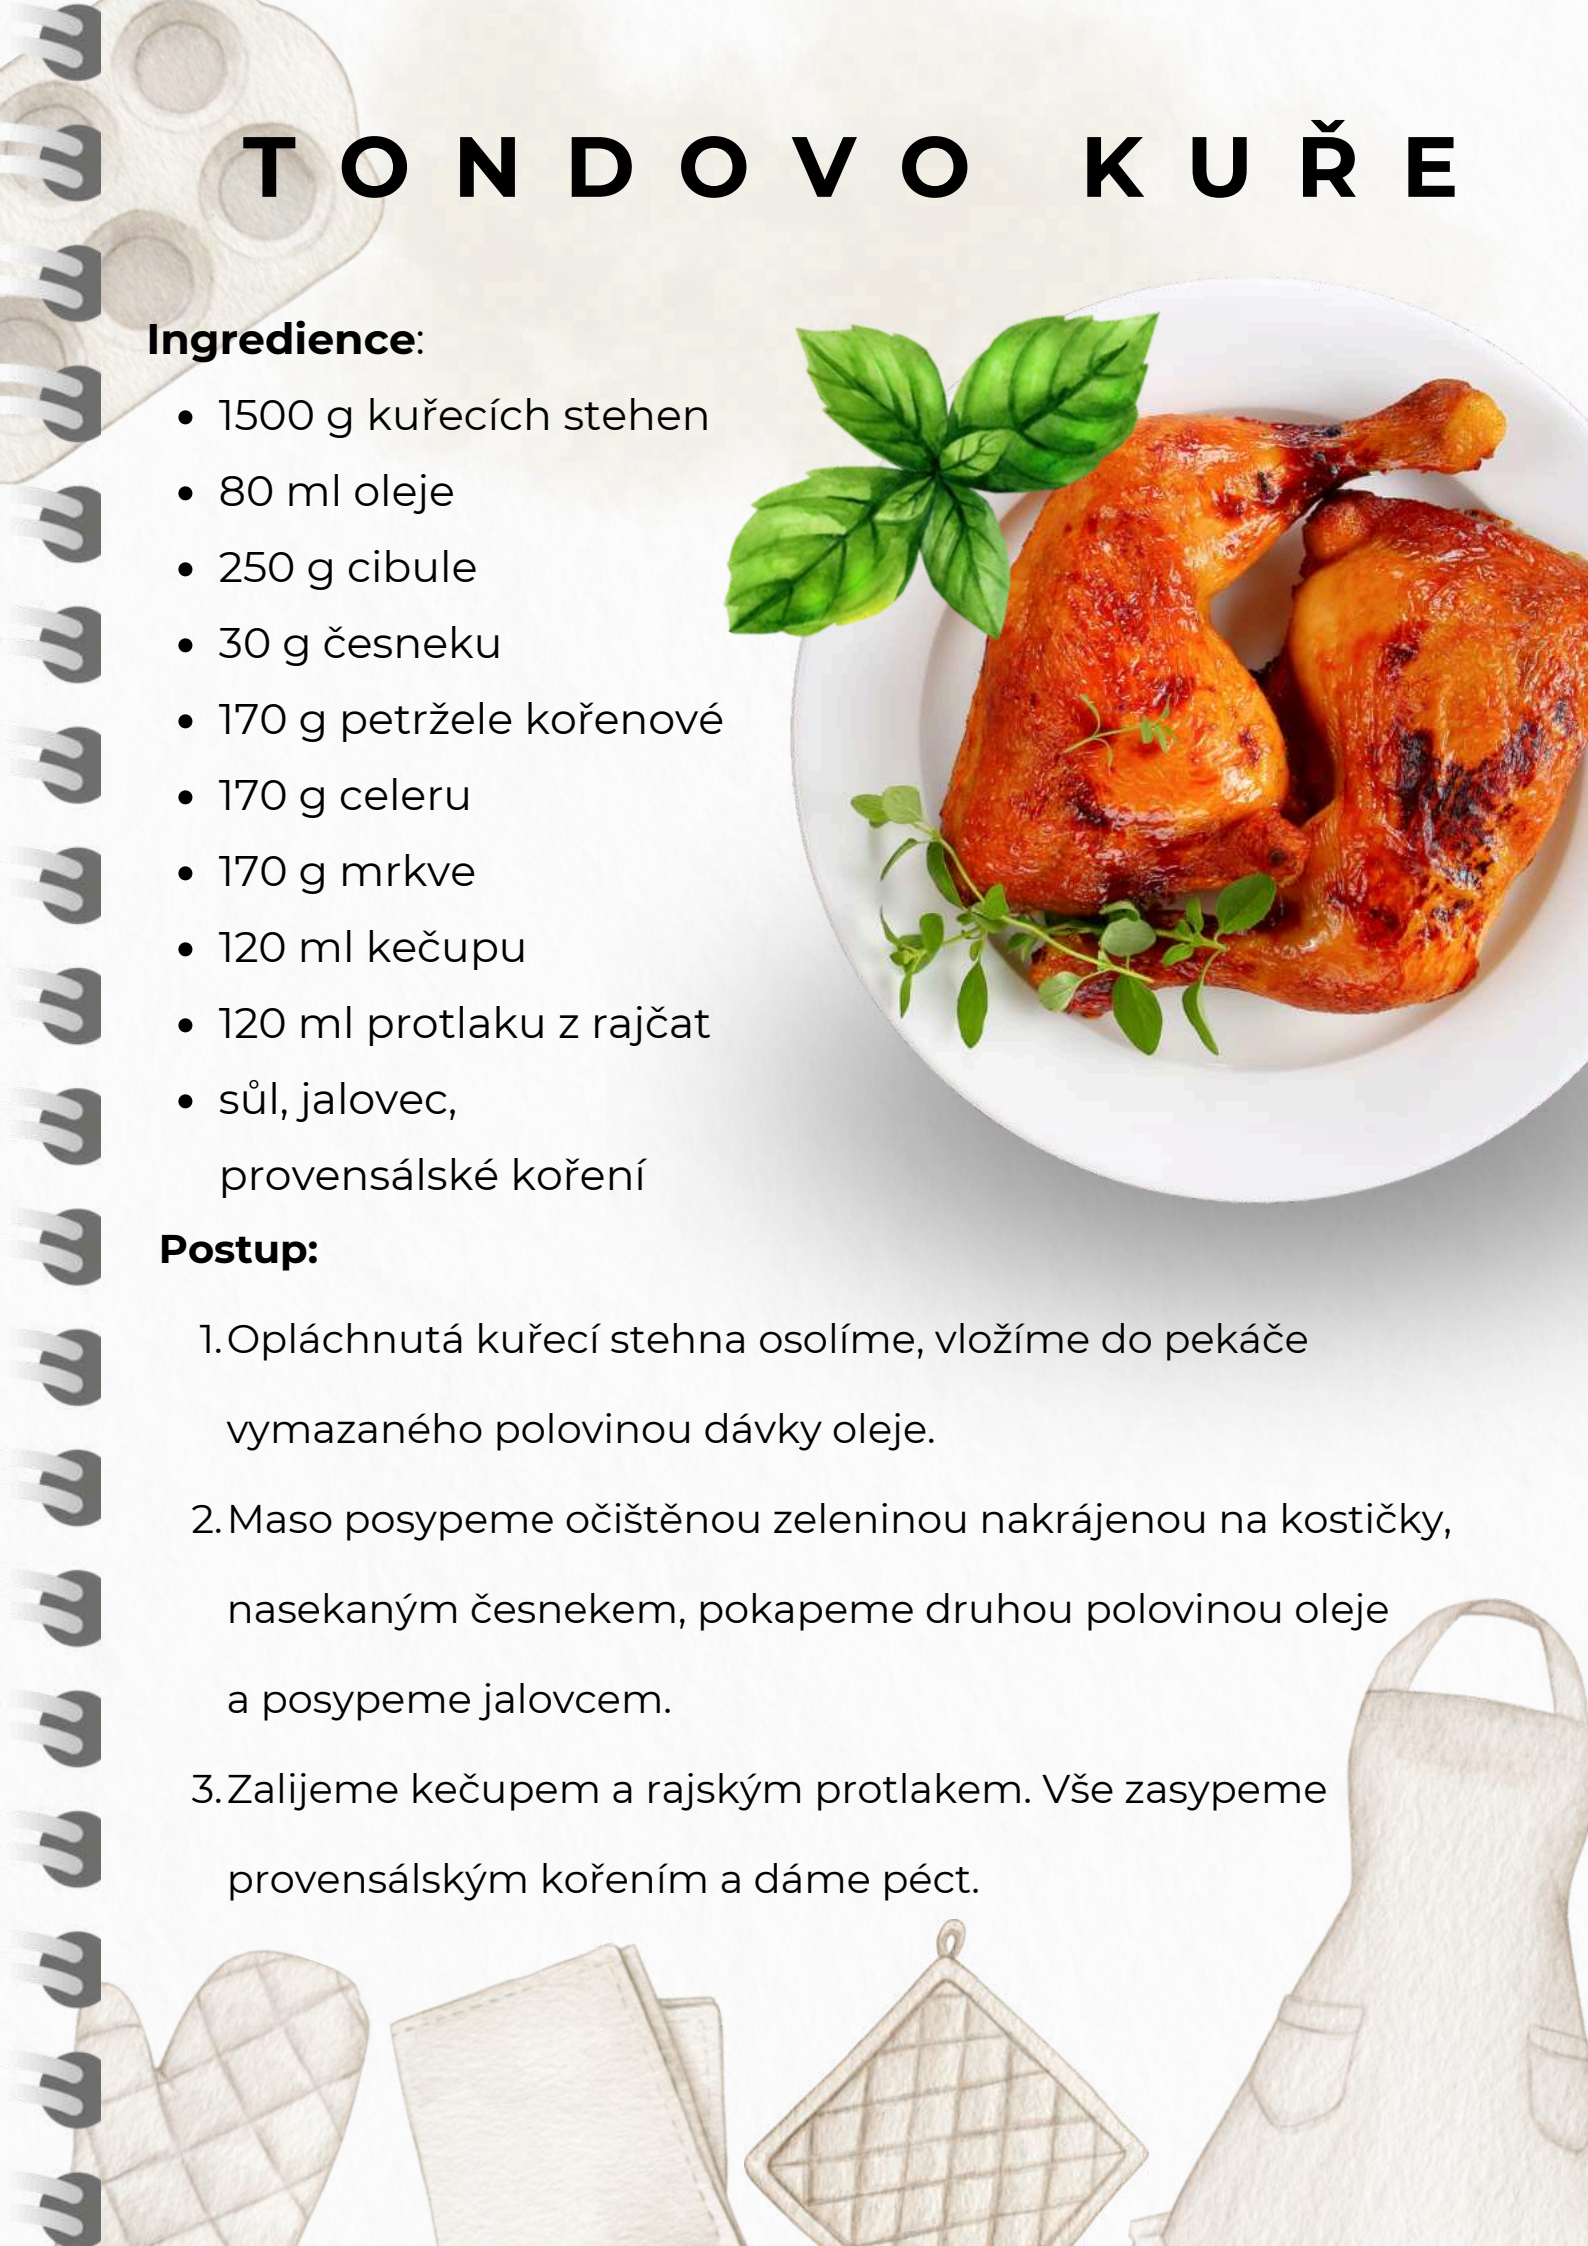 TONDOVO KUŘE
Ingredience:
• 1500 g kuřecích stehen
• 80 ml oleje
• 250 g cibule
• 30 g česneku
• 170 g petržele kořenové
• 170 g celeru
• 170 g mrkve
• 120 ml kečupu
• 120 ml protlaku z rajčat
• sůl, jalovec,
provensálské koření
Postup:
1. Opláchnutá kuřecí stehna osolíme, vložíme do pekáče
vymazaného polovinou dávky oleje.
2. Maso posypeme očištěnou zeleninou nakrájenou na kostičky,
nasekaným česnekem, pokapeme druhou polovinou oleje
a posypeme jalovcem.
3. Zalijeme kečupem a rajským protlakem. Vše zasypeme
provensálským kořením a dáme péct.